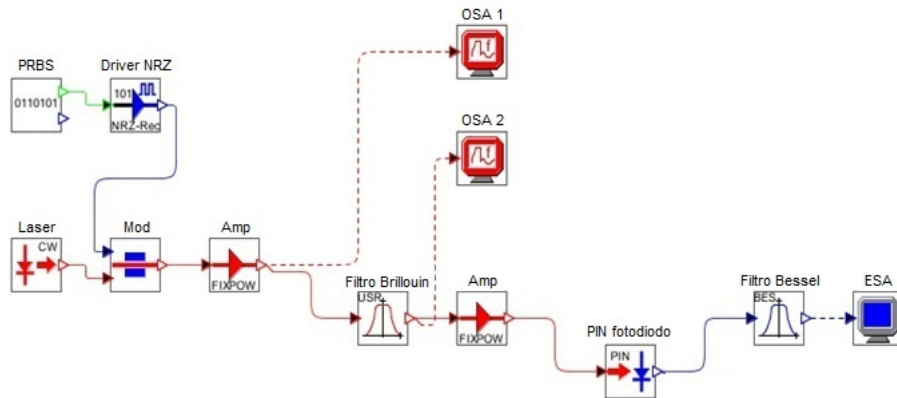 OSA 1
PRBS
Driver NRZ
0110101
101
NRZ-Rec
OSA 2
Laser
Mod
Amp
CW
FIXPOW
Filtro Brillouin
Amp
Filtro Bessel
ESA
USR
BES
FIXPOW
PIN fotodiodo
PIN